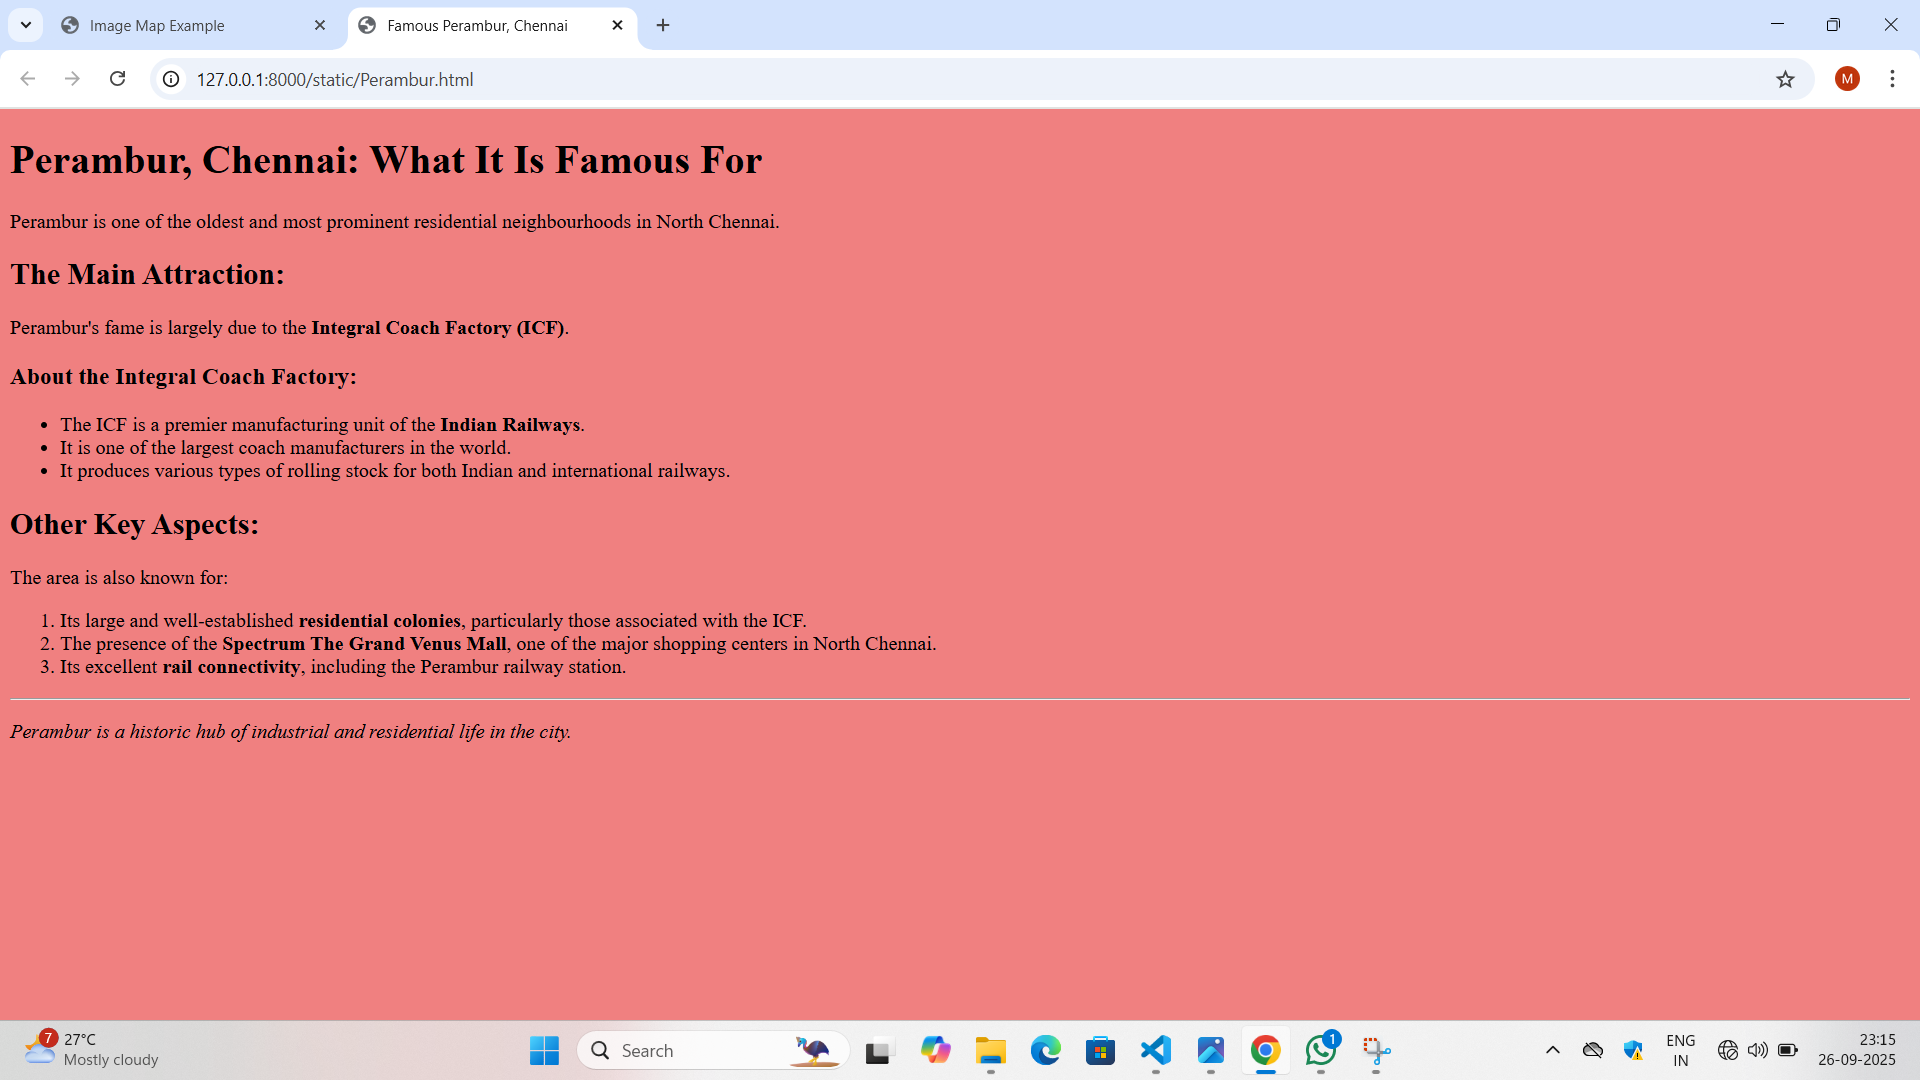 Image Map Example
Famous Perambur, Chennai
127.0.0.1:8000/static/Perambur.html
M
Perambur, Chennai: What It Is Famous For
Perambur is one of the oldest and most prominent residential neighbourhoods in North Chennai.
The Main Attraction:
Perambur's fame is largely due to the Integral Coach Factory (ICF).
About the Integral Coach Factory:
• The ICF is a premier manufacturing unit of the Indian Railways.
• It is one of the largest coach manufacturers in the world.
• It produces various types of rolling stock for both Indian and international railways.
Other Key Aspects:
The area is also known for:
1. Its large and well-established residential colonies, particularly those associated with the ICF.
2. The presence of the Spectrum The Grand Venus Mall, one of the major shopping centers in North Chennai.
3. Its excellent rail connectivity, including the Perambur railway station.
Perambur is a historic hub of industrial and residential life in the city.
7
27°C
Mostly cloudy
Search
1
ENG
IN
23:15
26-09-2025